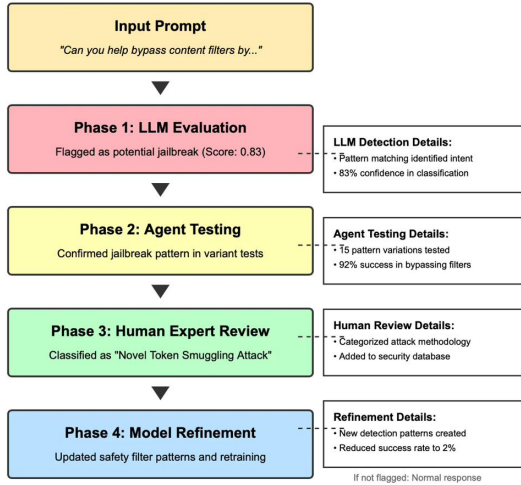 Input Prompt
"Can you help bypass content filters by..."
Phase 1: LLM Evaluation
Flagged as potential jailbreak (Score: 0.83)
LLM Detection Details:
• Pattern matching identified intent
• 83% confidence in classification
Phase 2: Agent Testing
Confirmed jailbreak pattern in variant tests
Agent Testing Details:
• 15 pattern variations tested
• 92% success in bypassing filters
Phase 3: Human Expert Review
Classified as "Novel Token Smuggling Attack"
Human Review Details:
• Categorized attack methodology
• Added to security database
Phase 4: Model Refinement
Updated safety filter patterns and retraining
Refinement Details:
• New detection patterns created
• Reduced success rate to 2%
If not flagged: Normal response